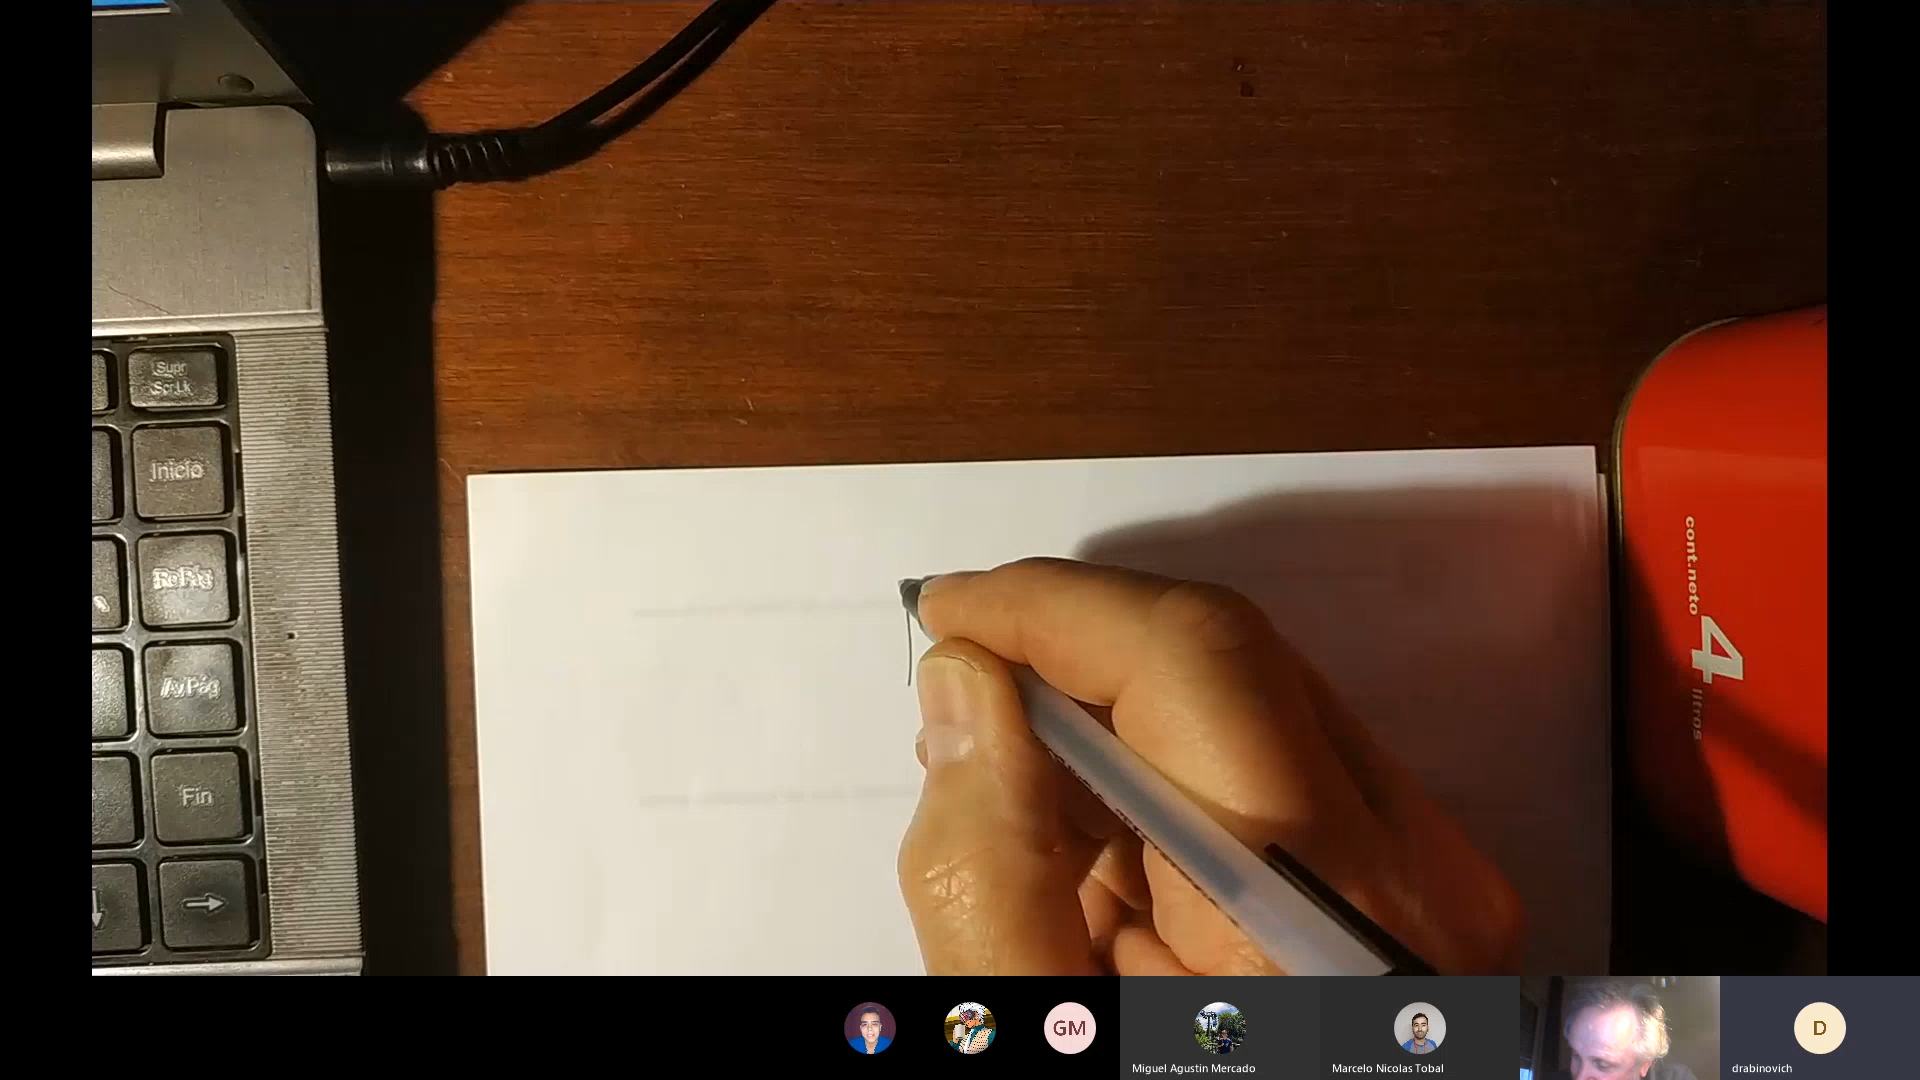 Supr
Scr Lk
Inicio
RePág
AvPág
Fin
cont.neto
4
litros
GM
D
Miguel Agustin Mercado
Marcelo Nicolas Tobal
drabinovich